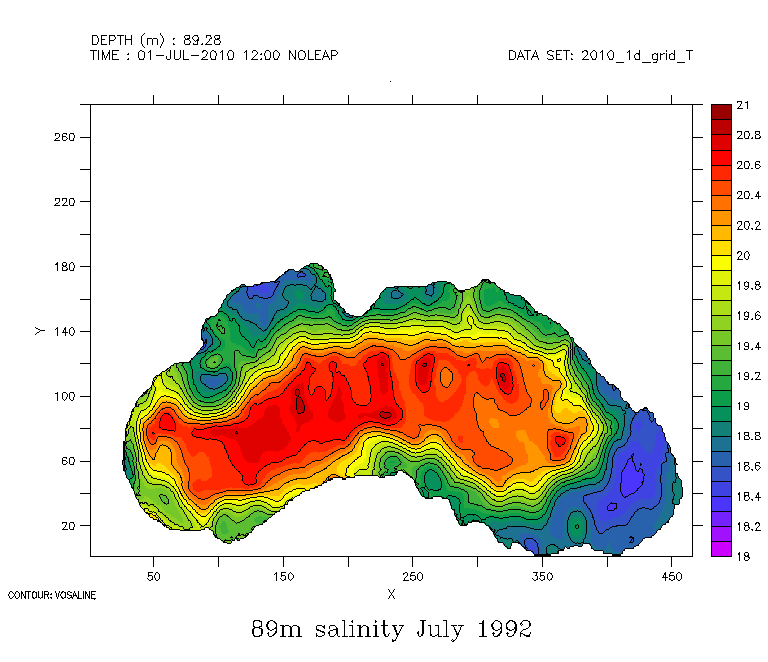 DEPTH (m) : 89.28
TIME : 01-JUL-2010 12:00 NOLEAP
DATA SET: 2010_1d_grid_T
21
20.8
20.6
20.4
20.2
20
19.8
19.6
19.4
19.2
19
18.8
18.6
18.4
18.2
18
260
220
180
140
100
60
20
Y
50 150 250 350 450
X
CONTOUR: VOSALINE
89m salinity July 1992